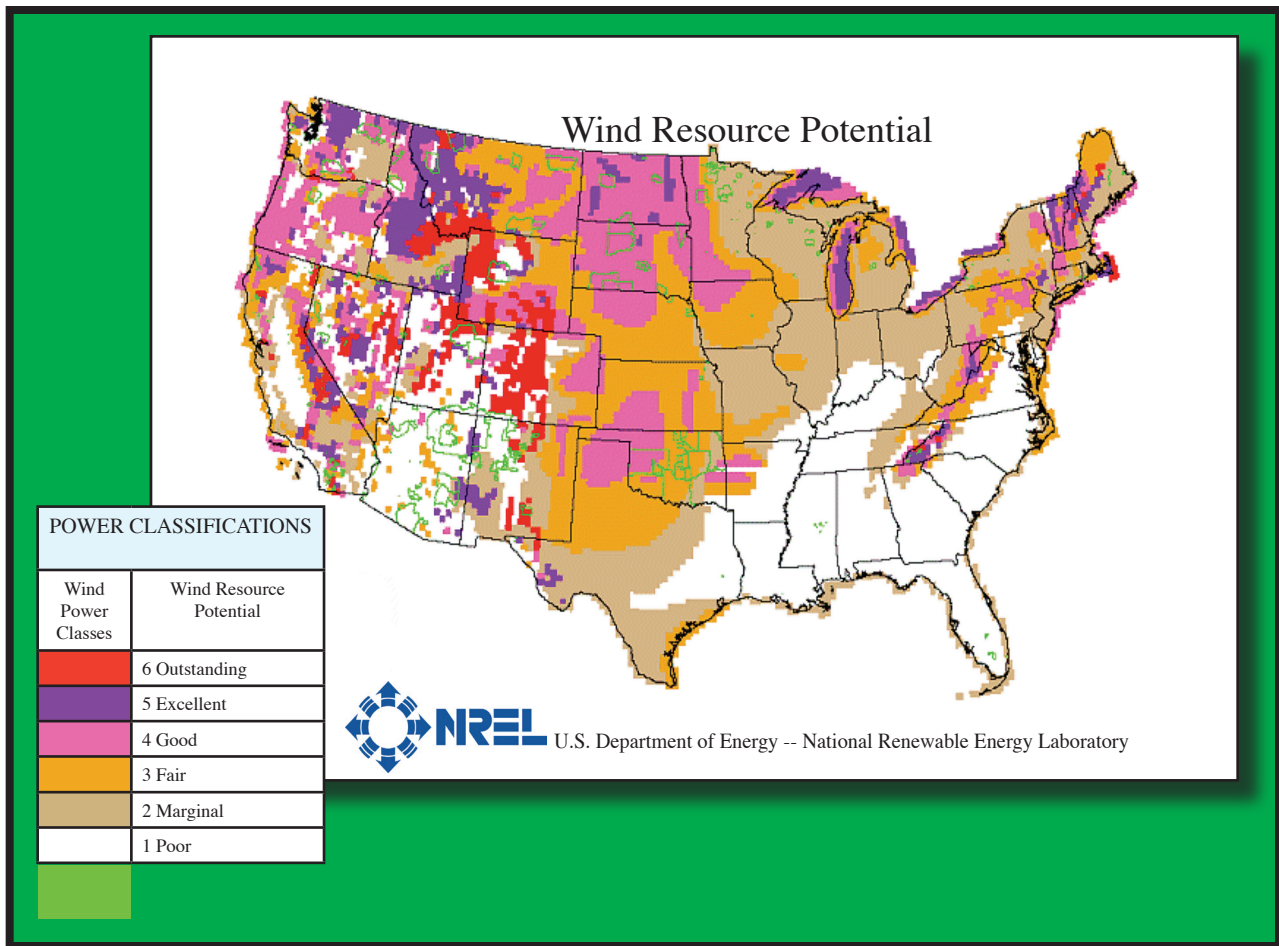 Wind Resource Potential
POWER CLASSIFICATIONS
Wind
Power
Classes
Wind Resource
Potential
6 Outstanding
5 Excellent
4 Good
3 Fair
2 Marginal
1 Poor
NREL
U.S. Department of Energy -- National Renewable Energy Laboratory